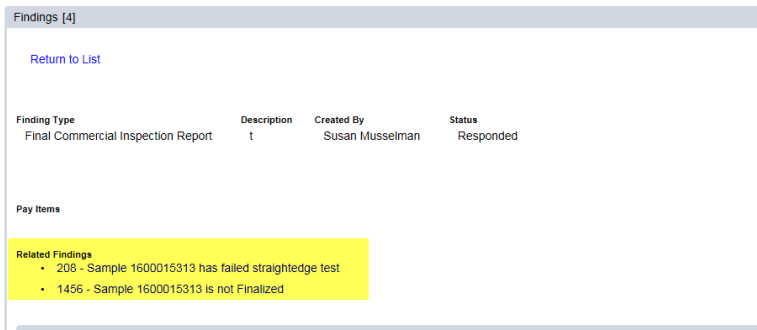 Findings [4]
Return to List
Finding Type Description Created By Status
Final Commercial Inspection Report t Susan Musselman Responded
Pay Items
Related Findings
• 208 - Sample 1600015313 has failed straightedge test
• 1456 - Sample 1600015313 is not Finalized